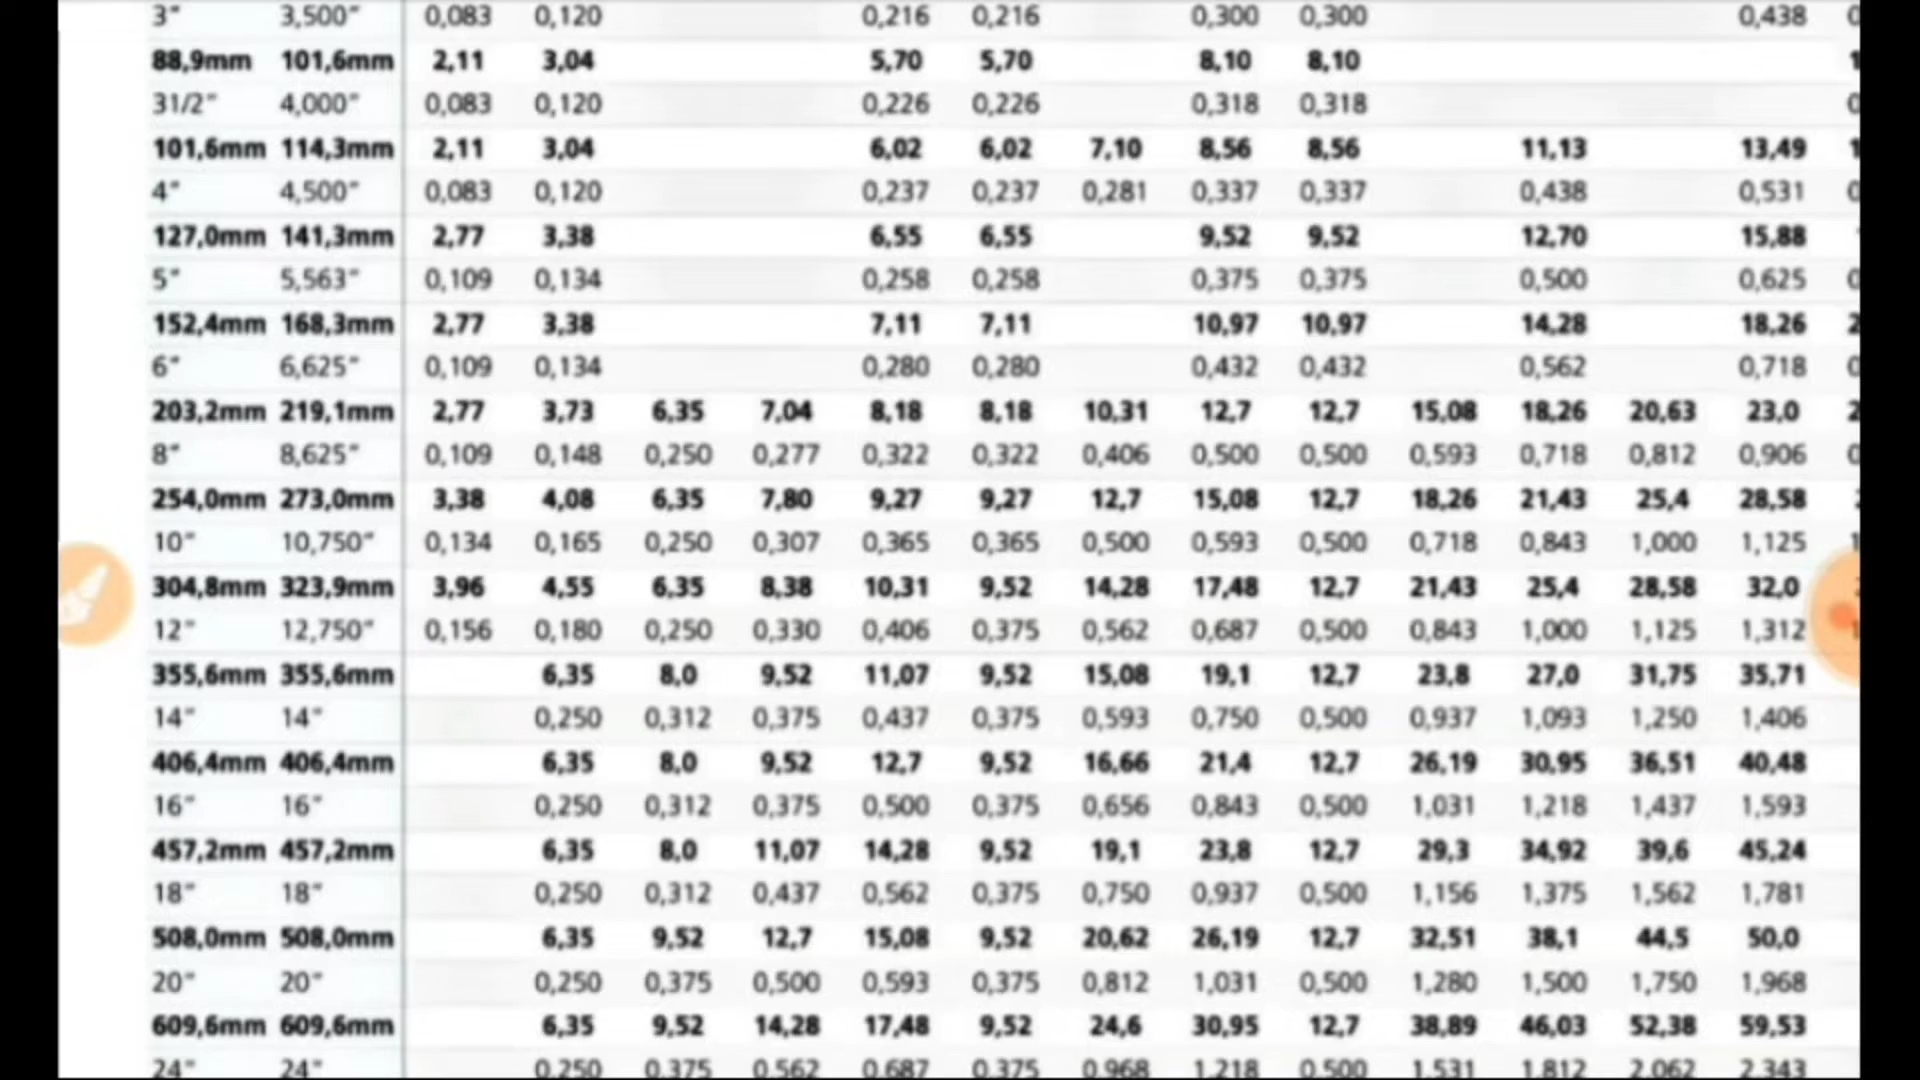 3" 3,500" 0,083 0,120 0,216 0,216 0,300 0,300 0,438
88,9mm 101,6mm 2,11 3,04 5,70 5,70 8,10 8,10
31/2" 4,000" 0,083 0,120 0,226 0,226 0,318 0,318
101,6mm 114,3mm 2,11 3,04 6,02 6,02 7,10 8,56 8,56 11,13 13,49
4" 4,500" 0,083 0,120 0,237 0,237 0,281 0,337 0,337 0,438 0,531
127,0mm 141,3mm 2,77 3,38 6,55 6,55 9,52 9,52 12,70 15,88
5" 5,563" 0,109 0,134 0,258 0,258 0,375 0,375 0,500 0,625
152,4mm 168,3mm 2,77 3,38 7,11 7,11 10,97 10,97 14,28 18,26
6" 6,625" 0,109 0,134 0,280 0,280 0,432 0,432 0,562 0,718
203,2mm 219,1mm 2,77 3,73 6,35 7,04 8,18 8,18 10,31 12,7 12,7 15,08 18,26 20,63 23,0
8" 8,625" 0,109 0,148 0,250 0,277 0,322 0,322 0,406 0,500 0,500 0,593 0,718 0,812 0,906
254,0mm 273,0mm 3,38 4,08 6,35 7,80 9,27 9,27 12,7 15,08 12,7 18,26 21,43 25,4 28,58
10" 10,750" 0,134 0,165 0,250 0,307 0,365 0,365 0,500 0,593 0,500 0,718 0,843 1,000 1,125
304,8mm 323,9mm 3,96 4,55 6,35 8,38 10,31 9,52 14,28 17,48 12,7 21,43 25,4 28,58 32,0
12" 12,750" 0,156 0,180 0,250 0,330 0,406 0,375 0,562 0,687 0,500 0,843 1,000 1,125 1,312
355,6mm 355,6mm 6,35 8,0 9,52 11,07 9,52 15,08 19,1 12,7 23,8 27,0 31,75 35,71
14" 14" 0,250 0,312 0,375 0,437 0,375 0,593 0,750 0,500 0,937 1,093 1,250 1,406
406,4mm 406,4mm 6,35 8,0 9,52 12,7 9,52 16,66 21,4 12,7 26,19 30,95 36,51 40,48
16" 16" 0,250 0,312 0,375 0,500 0,375 0,656 0,843 0,500 1,031 1,218 1,437 1,593
457,2mm 457,2mm 6,35 8,0 11,07 14,28 9,52 19,1 23,8 12,7 29,3 34,92 39,6 45,24
18" 18" 0,250 0,312 0,437 0,562 0,375 0,750 0,937 0,500 1,156 1,375 1,562 1,781
508,0mm 508,0mm 6,35 9,52 12,7 15,08 9,52 20,62 26,19 12,7 32,51 38,1 44,5 50,0
20" 20" 0,250 0,375 0,500 0,593 0,375 0,812 1,031 0,500 1,280 1,500 1,750 1,968
609,6mm 609,6mm 6,35 9,52 14,28 17,48 9,52 24,6 30,95 12,7 38,89 46,03 52,38 59,53
24" 24" 0,250 0,375 0,562 0,687 0,375 0,968 1,218 0,500 1,531 1,812 2,062 2,343